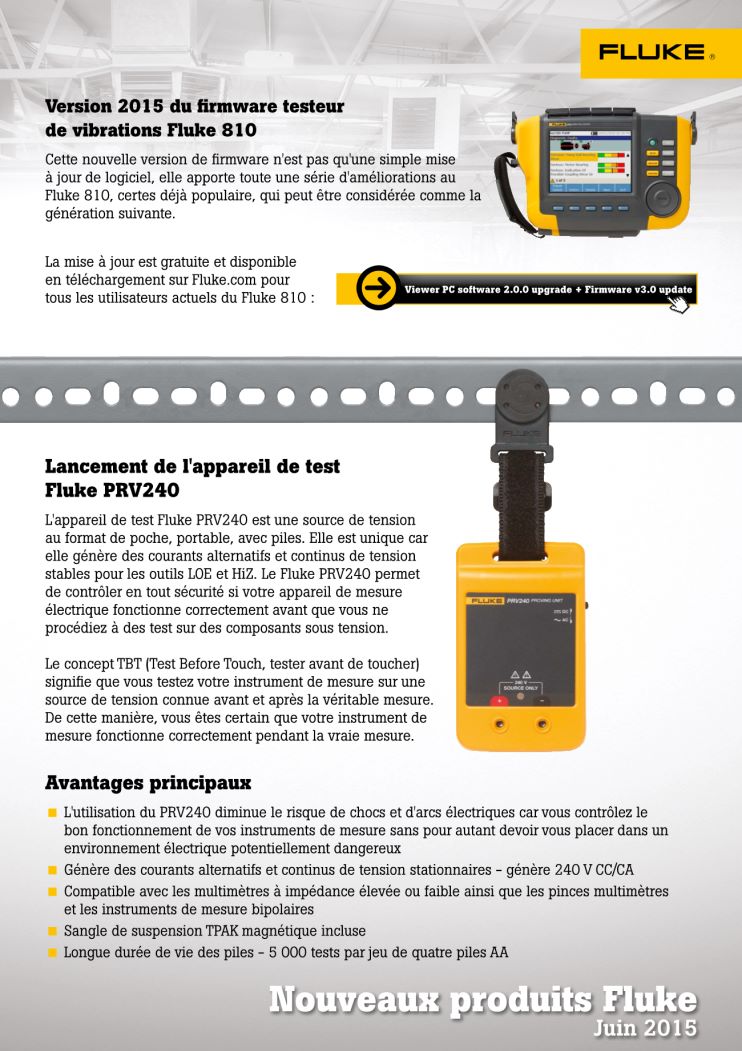 FLUKE ®
Version 2015 du firmware testeur
de vibrations Fluke 810
Cette nouvelle version de firmware n'est pas qu'une simple mise
à jour de logiciel, elle apporte toute une série d'améliorations au
Fluke 810, certes déjà populaire, qui peut être considérée comme la
génération suivante.
La mise à jour est gratuite et disponible
en téléchargement sur Fluke.com pour
tous les utilisateurs actuels du Fluke 810 :
Viewer PC software 2.0.0 upgrade + Firmware v3.0 update
FLUKE
Lancement de l'appareil de test
Fluke PRV240
L'appareil de test Fluke PRV240 est une source de tension
au format de poche, portable, avec piles. Elle est unique car
elle génère des courants alternatifs et continus de tension
stables pour les outils LOE et HiZ. Le Fluke PRV240 permet
de contrôler en tout sécurité si votre appareil de mesure
électrique fonctionne correctement avant que vous ne
procédiez à des test sur des composants sous tension.
Le concept TBT (Test Before Touch, tester avant de toucher)
signifie que vous testez votre instrument de mesure sur une
source de tension connue avant et après la véritable mesure.
De cette manière, vous êtes certain que votre instrument de
mesure fonctionne correctement pendant la vraie mesure.
FLUKE PRV240 PROVING UNIT
DC
AC
240 V
SOURCE ONLY
+ −
Avantages principaux
L'utilisation du PRV240 diminue le risque de chocs et d'arcs électriques car vous contrôlez le
bon fonctionnement de vos instruments de mesure sans pour autant devoir vous placer dans un
environnement électrique potentiellement dangereux
Génère des courants alternatifs et continus de tension stationnaires – génère 240 V CC/CA
Compatible avec les multimètres à impédance élevée ou faible ainsi que les pinces multimètres
et les instruments de mesure bipolaires
Sangle de suspension TPAK magnétique incluse
Longue durée de vie des piles – 5 000 tests par jeu de quatre piles AA
Nouveaux produits Fluke
Juin 2015